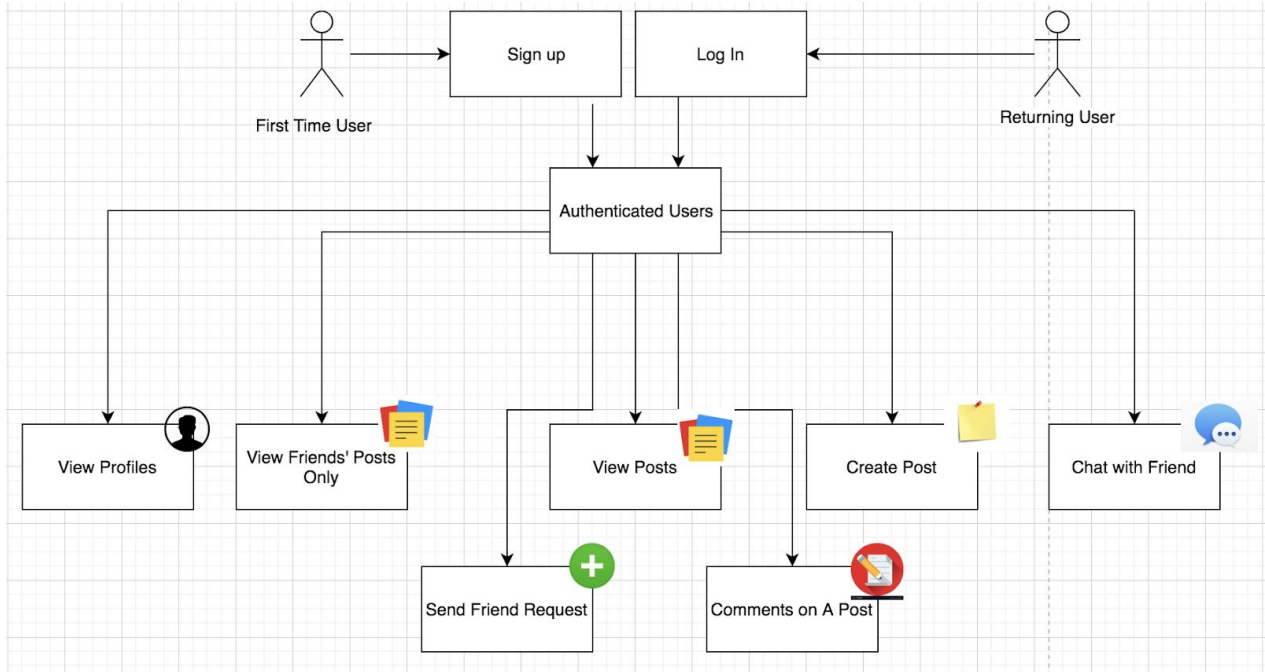 Sign up
Log In
First Time User
Returning User
Authenticated Users
View Profiles
View Friends' Posts
Only
View Posts
Create Post
Chat with Friend
Send Friend Request
Comments on A Post